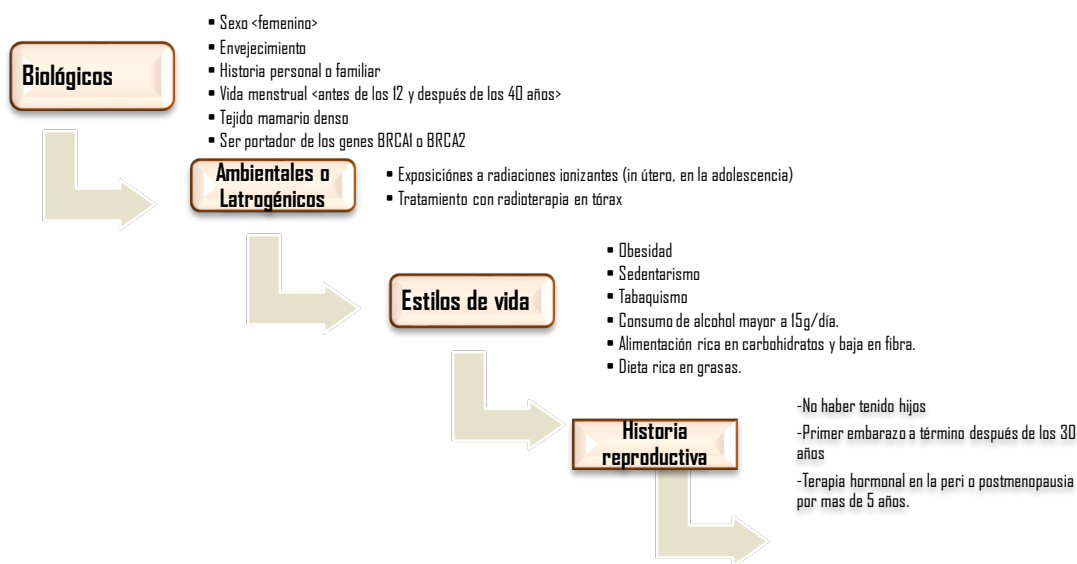 Biológicos
▪ Sexo <femenino>
▪ Envejecimiento
▪ Historia personal o familiar
▪ Vida menstrual <antes de los 12 y después de los 40 años>
▪ Tejido mamario denso
▪ Ser portador de los genes BRCA1 o BRCA2
Ambientales o
Latrogénicos
▪ Exposiciónes a radiaciones ionizantes (in útero, en la adolescencia)
▪ Tratamiento con radioterapia en tórax
Estilos de vida
▪ Obesidad
▪ Sedentarismo
▪ Tabaquismo
▪ Consumo de alcohol mayor a 15g/día.
▪ Alimentación rica en carbohidratos y baja en fibra.
▪ Dieta rica en grasas.
Historia
reproductiva
-No haber tenido hijos
-Primer embarazo a término después de los 30
años
-Terapia hormonal en la peri o postmenopausia
por mas de 5 años.